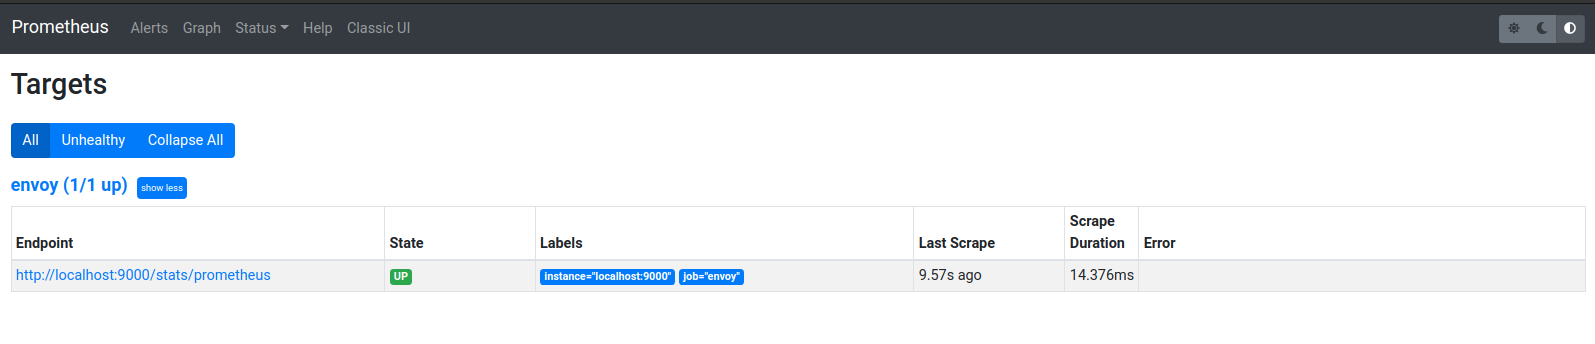 Prometheus Alerts Graph Status Help Classic UI
Targets
All Unhealthy Collapse All
envoy (1/1 up) show less
Endpoint State Labels Last Scrape Scrape Duration Error
http://localhost:9000/stats/prometheus UP instance="localhost:9000" job="envoy" 9.57s ago 14.376ms